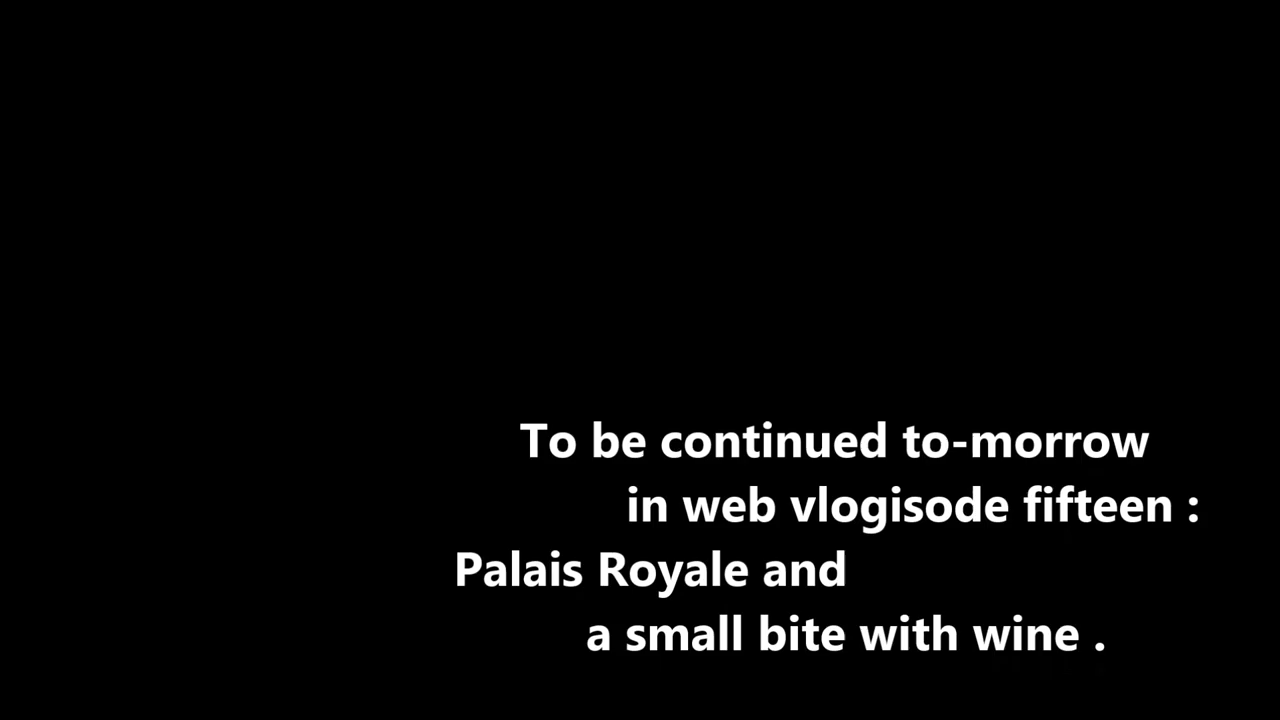 To be continued to-morrow
in web vlogisode fifteen :
Palais Royale and
a small bite with wine .